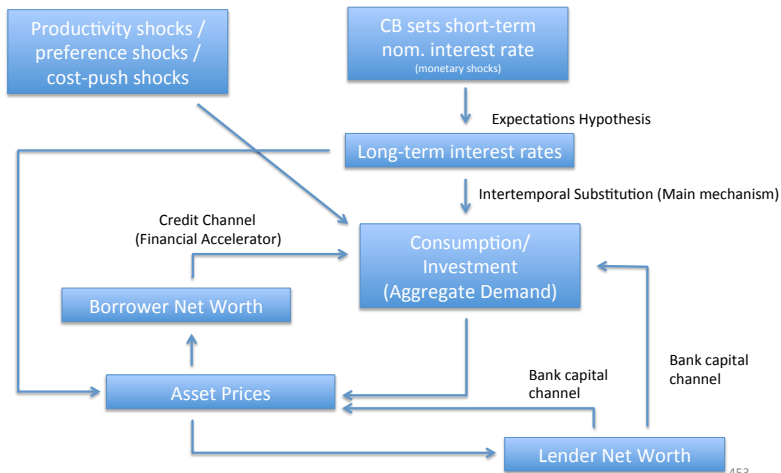 Productivity shocks /
preference shocks /
cost-push shocks
CB sets short-term
nom. interest rate
(monetary shocks)
Expectations Hypothesis
Long-term interest rates
Intertemporal Substitution (Main mechanism)
Credit Channel
(Financial Accelerator)
Consumption/
Investment
(Aggregate Demand)
Borrower Net Worth
Bank capital
channel
Bank capital
channel
Asset Prices
Lender Net Worth
453